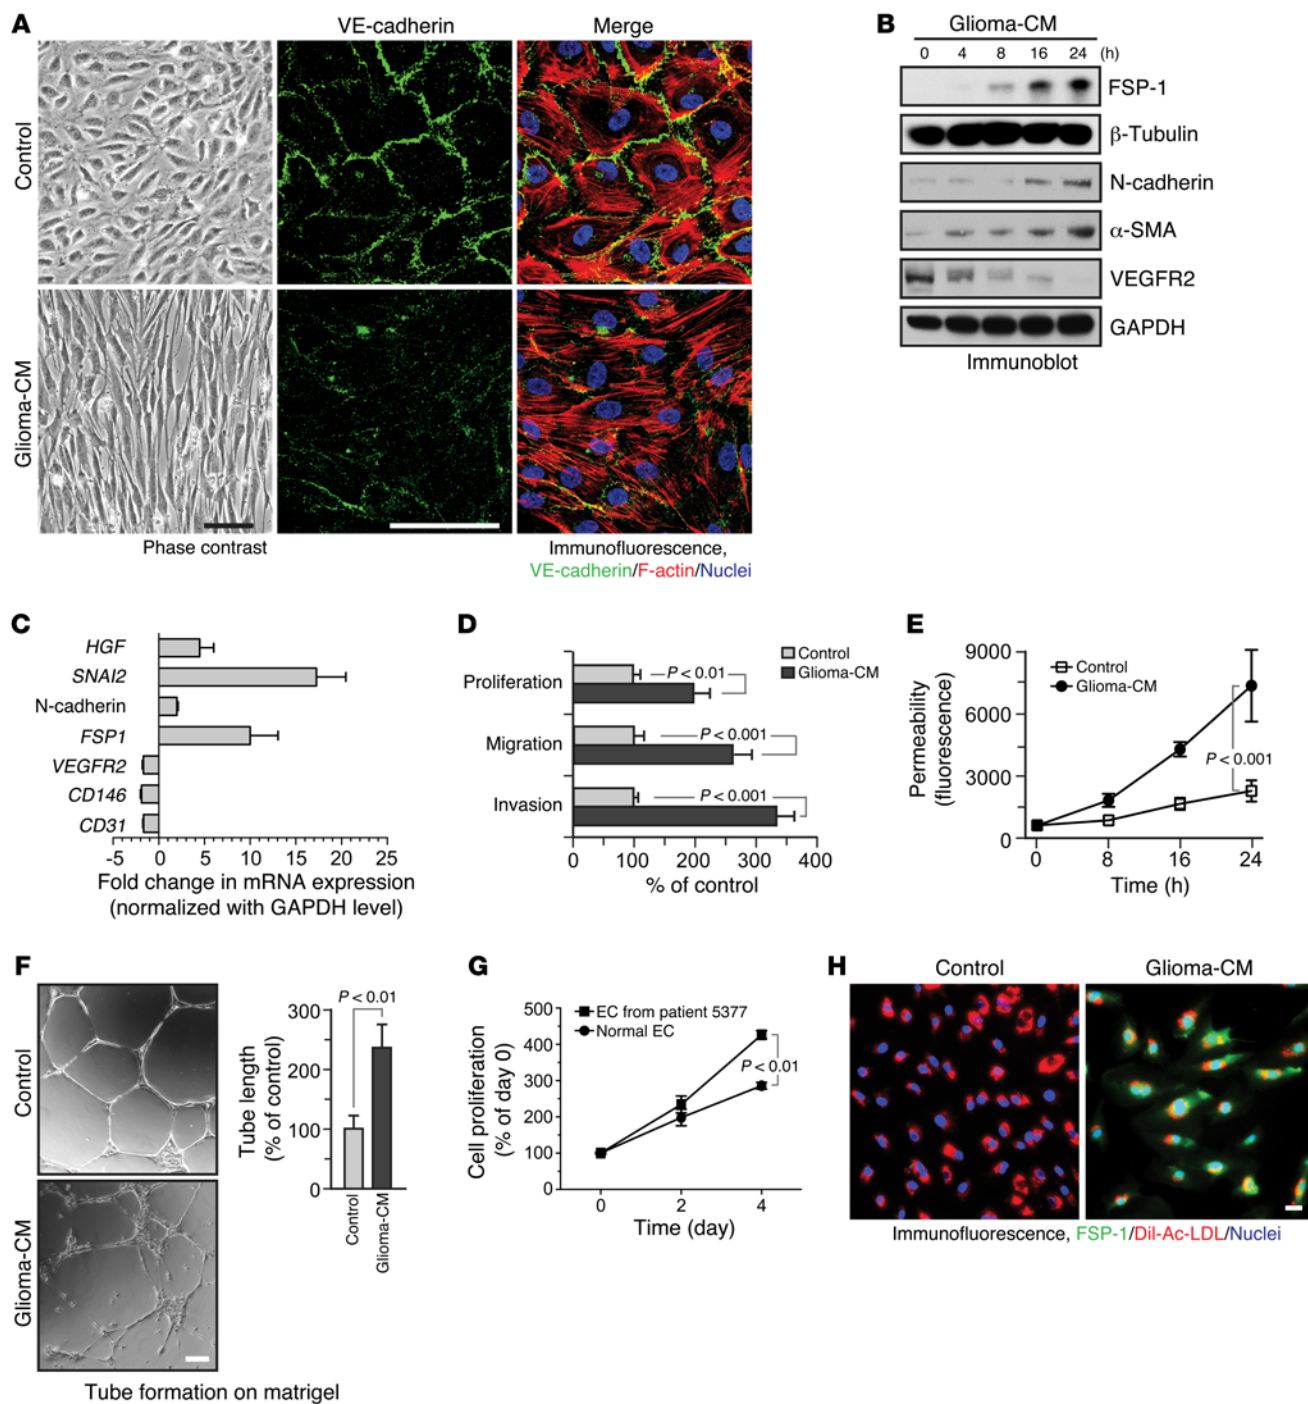 A
VE-cadherin
Merge
Control
Glioma-CM
Phase contrast
Immunofluorescence,
VE-cadherin/F-actin/Nuclei
B
Glioma-CM
0 4 8 16 24 (h)
FSP-1
β-Tubulin
N-cadherin
α-SMA
VEGFR2
GAPDH
Immunoblot
C
HGF
SNAI2
N-cadherin
FSP1
VEGFR2
CD146
CD31
-5 0 5 10 15 20 25
Fold change in mRNA expression
(normalized with GAPDH level)
D
Control
Glioma-CM
Proliferation
P < 0.01
Migration
P < 0.001
Invasion
P < 0.001
0 100 200 300 400
% of control
E
Permeability
(fluorescence)
9000
6000
3000
0
Control
Glioma-CM
P < 0.001
0 8 16 24
Time (h)
F
Control
Glioma-CM
Tube formation on matrigel
Tube length
(% of control)
P < 0.01
300
200
100
0
Control
Glioma-CM
G
Cell proliferation
(% of day 0)
500
400
300
200
100
0
EC from patient 5377
Normal EC
P < 0.01
0 2 4
Time (day)
H
Control
Glioma-CM
Immunofluorescence, FSP-1/Dil-Ac-LDL/Nuclei